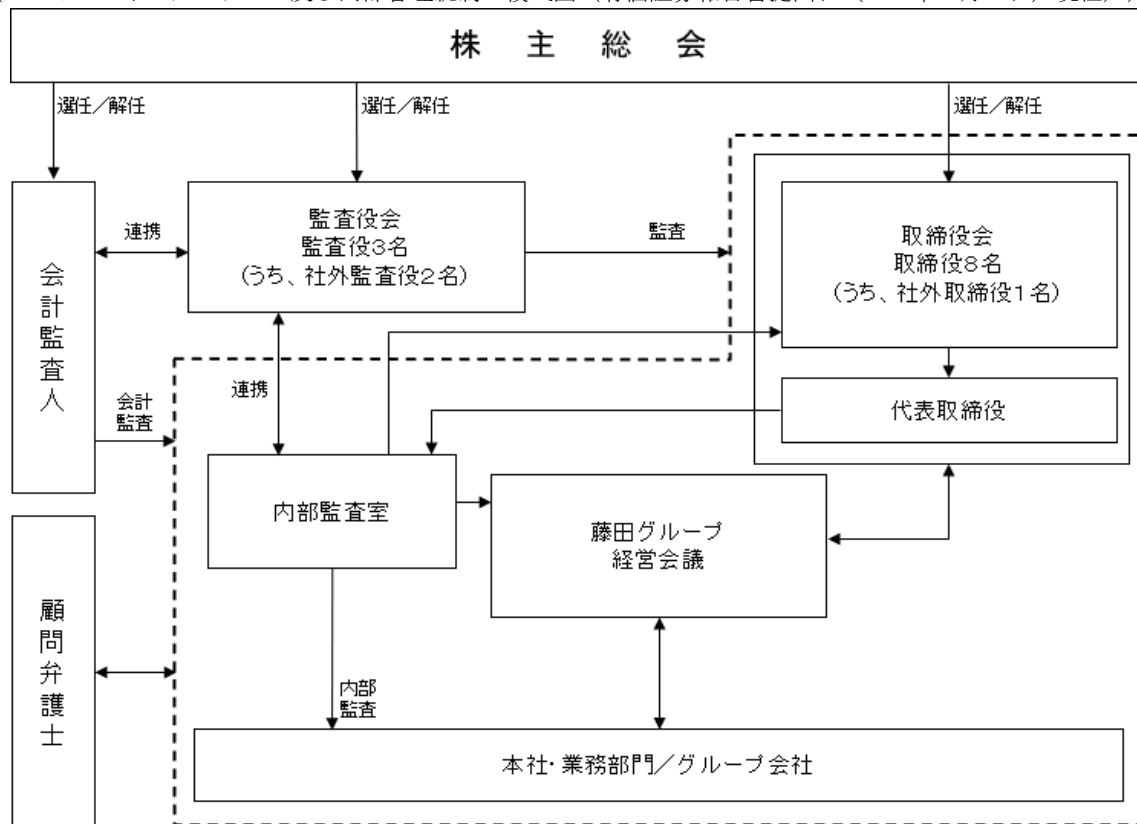 株 主 総 会
選任／解任
選任／解任
選任／解任
会計監査人
連携
監査役会
監査役3名
(うち、社外監査役2名)
監査
取締役会
取締役8名
(うち、社外取締役1名)
連携
代表取締役
会計
監査
内部監査室
藤田グループ
経営会議
顧問弁護士
内部
監査
本社・業務部門／グループ会社